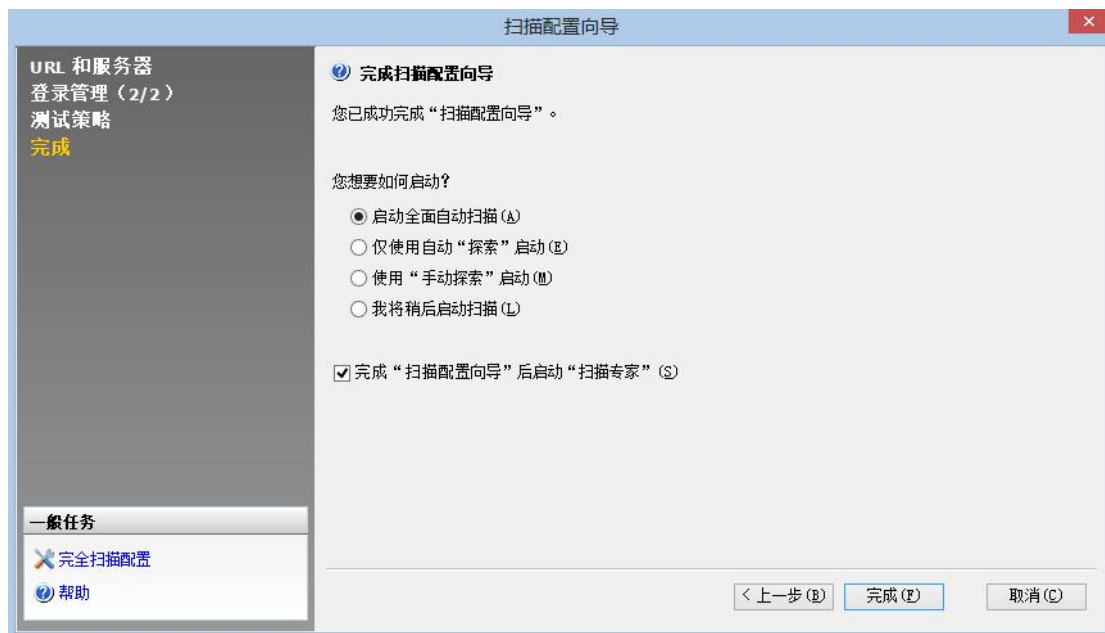 扫描配置向导
URL 和服务器
登录管理（2/2）
测试策略
完成
完成扫描配置向导
您已成功完成“扫描配置向导”。
您想要如何启动?
启动全面自动扫描(A)
仅使用自动“探索”启动(E)
使用“手动探索”启动(M)
我将稍后启动扫描(L)
完成“扫描配置向导”后启动“扫描专家”(S)
一般任务
完全扫描配置
帮助
< 上一步(B)
完成(F)
取消(C)